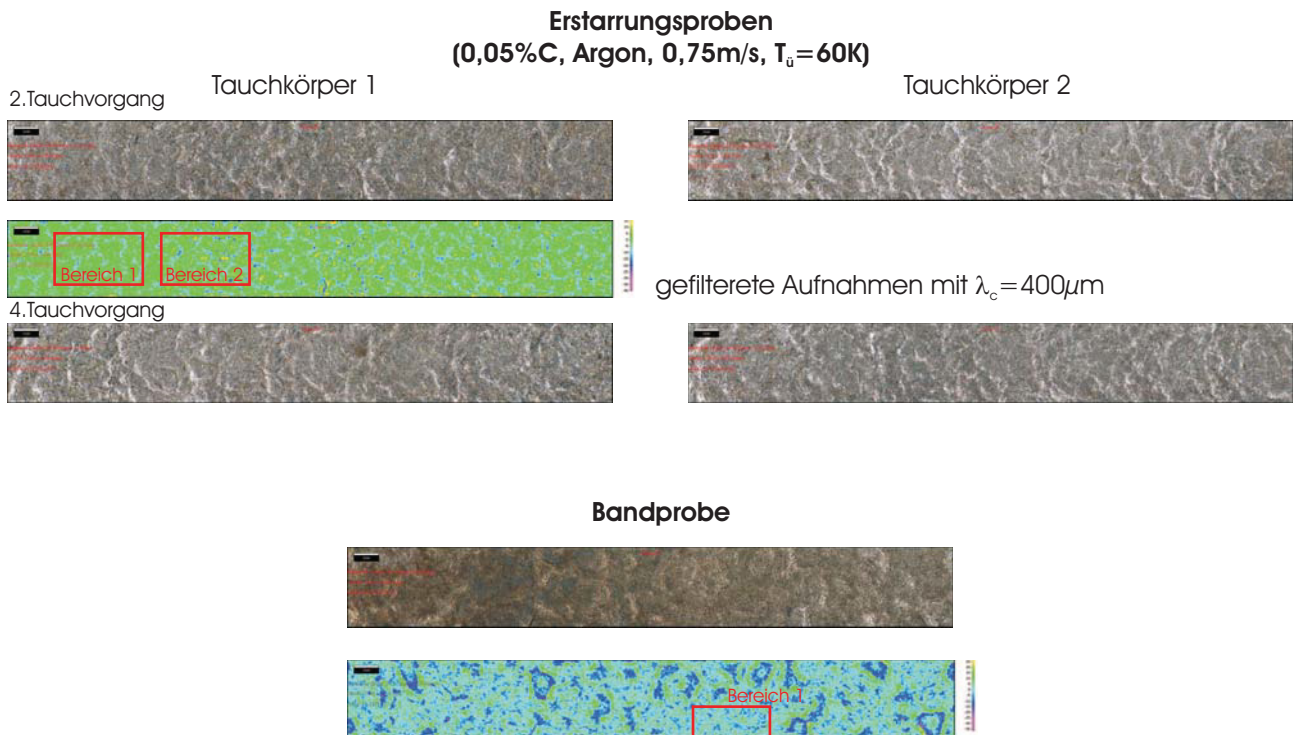 Erstarrungsproben
(0,05%C, Argon, 0,75m/s, Tü=60K)
Tauchkörper 1
Tauchkörper 2
2.Tauchvorgang
Bereich 1
Bereich 2
gefilterete Aufnahmen mit λc=400µm
4.Tauchvorgang
Bandprobe
Bereich 1